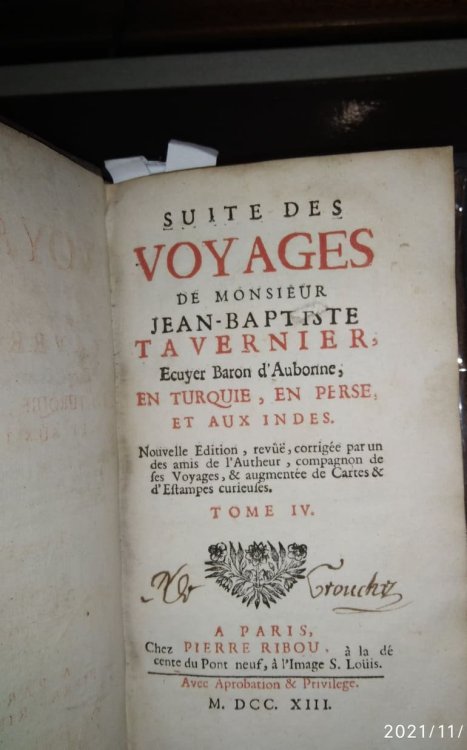 SUITE DES
VOYAGES
DE MONSIEUR
JEAN-BAPTISTE
TAVERNIER,
Ecuyer Baron d'Aubonne,
EN TURQUIE, EN PERSE,
ET AUX INDES.
Nouvelle Edition, revûë, corrigée par un
des amis de l'Autheur, compagnon de
ses Voyages, & augmentée de Cartes &
d'Estampes curieuses.
TOME IV.
Grouchy
A PARIS,
Chez PIERRE RIBOU, à la dé
cente du Pont neuf, à l'Image S. Loüis.
Avec Aprobation & Privilege.
M. DCC. XIII.
2021/11/